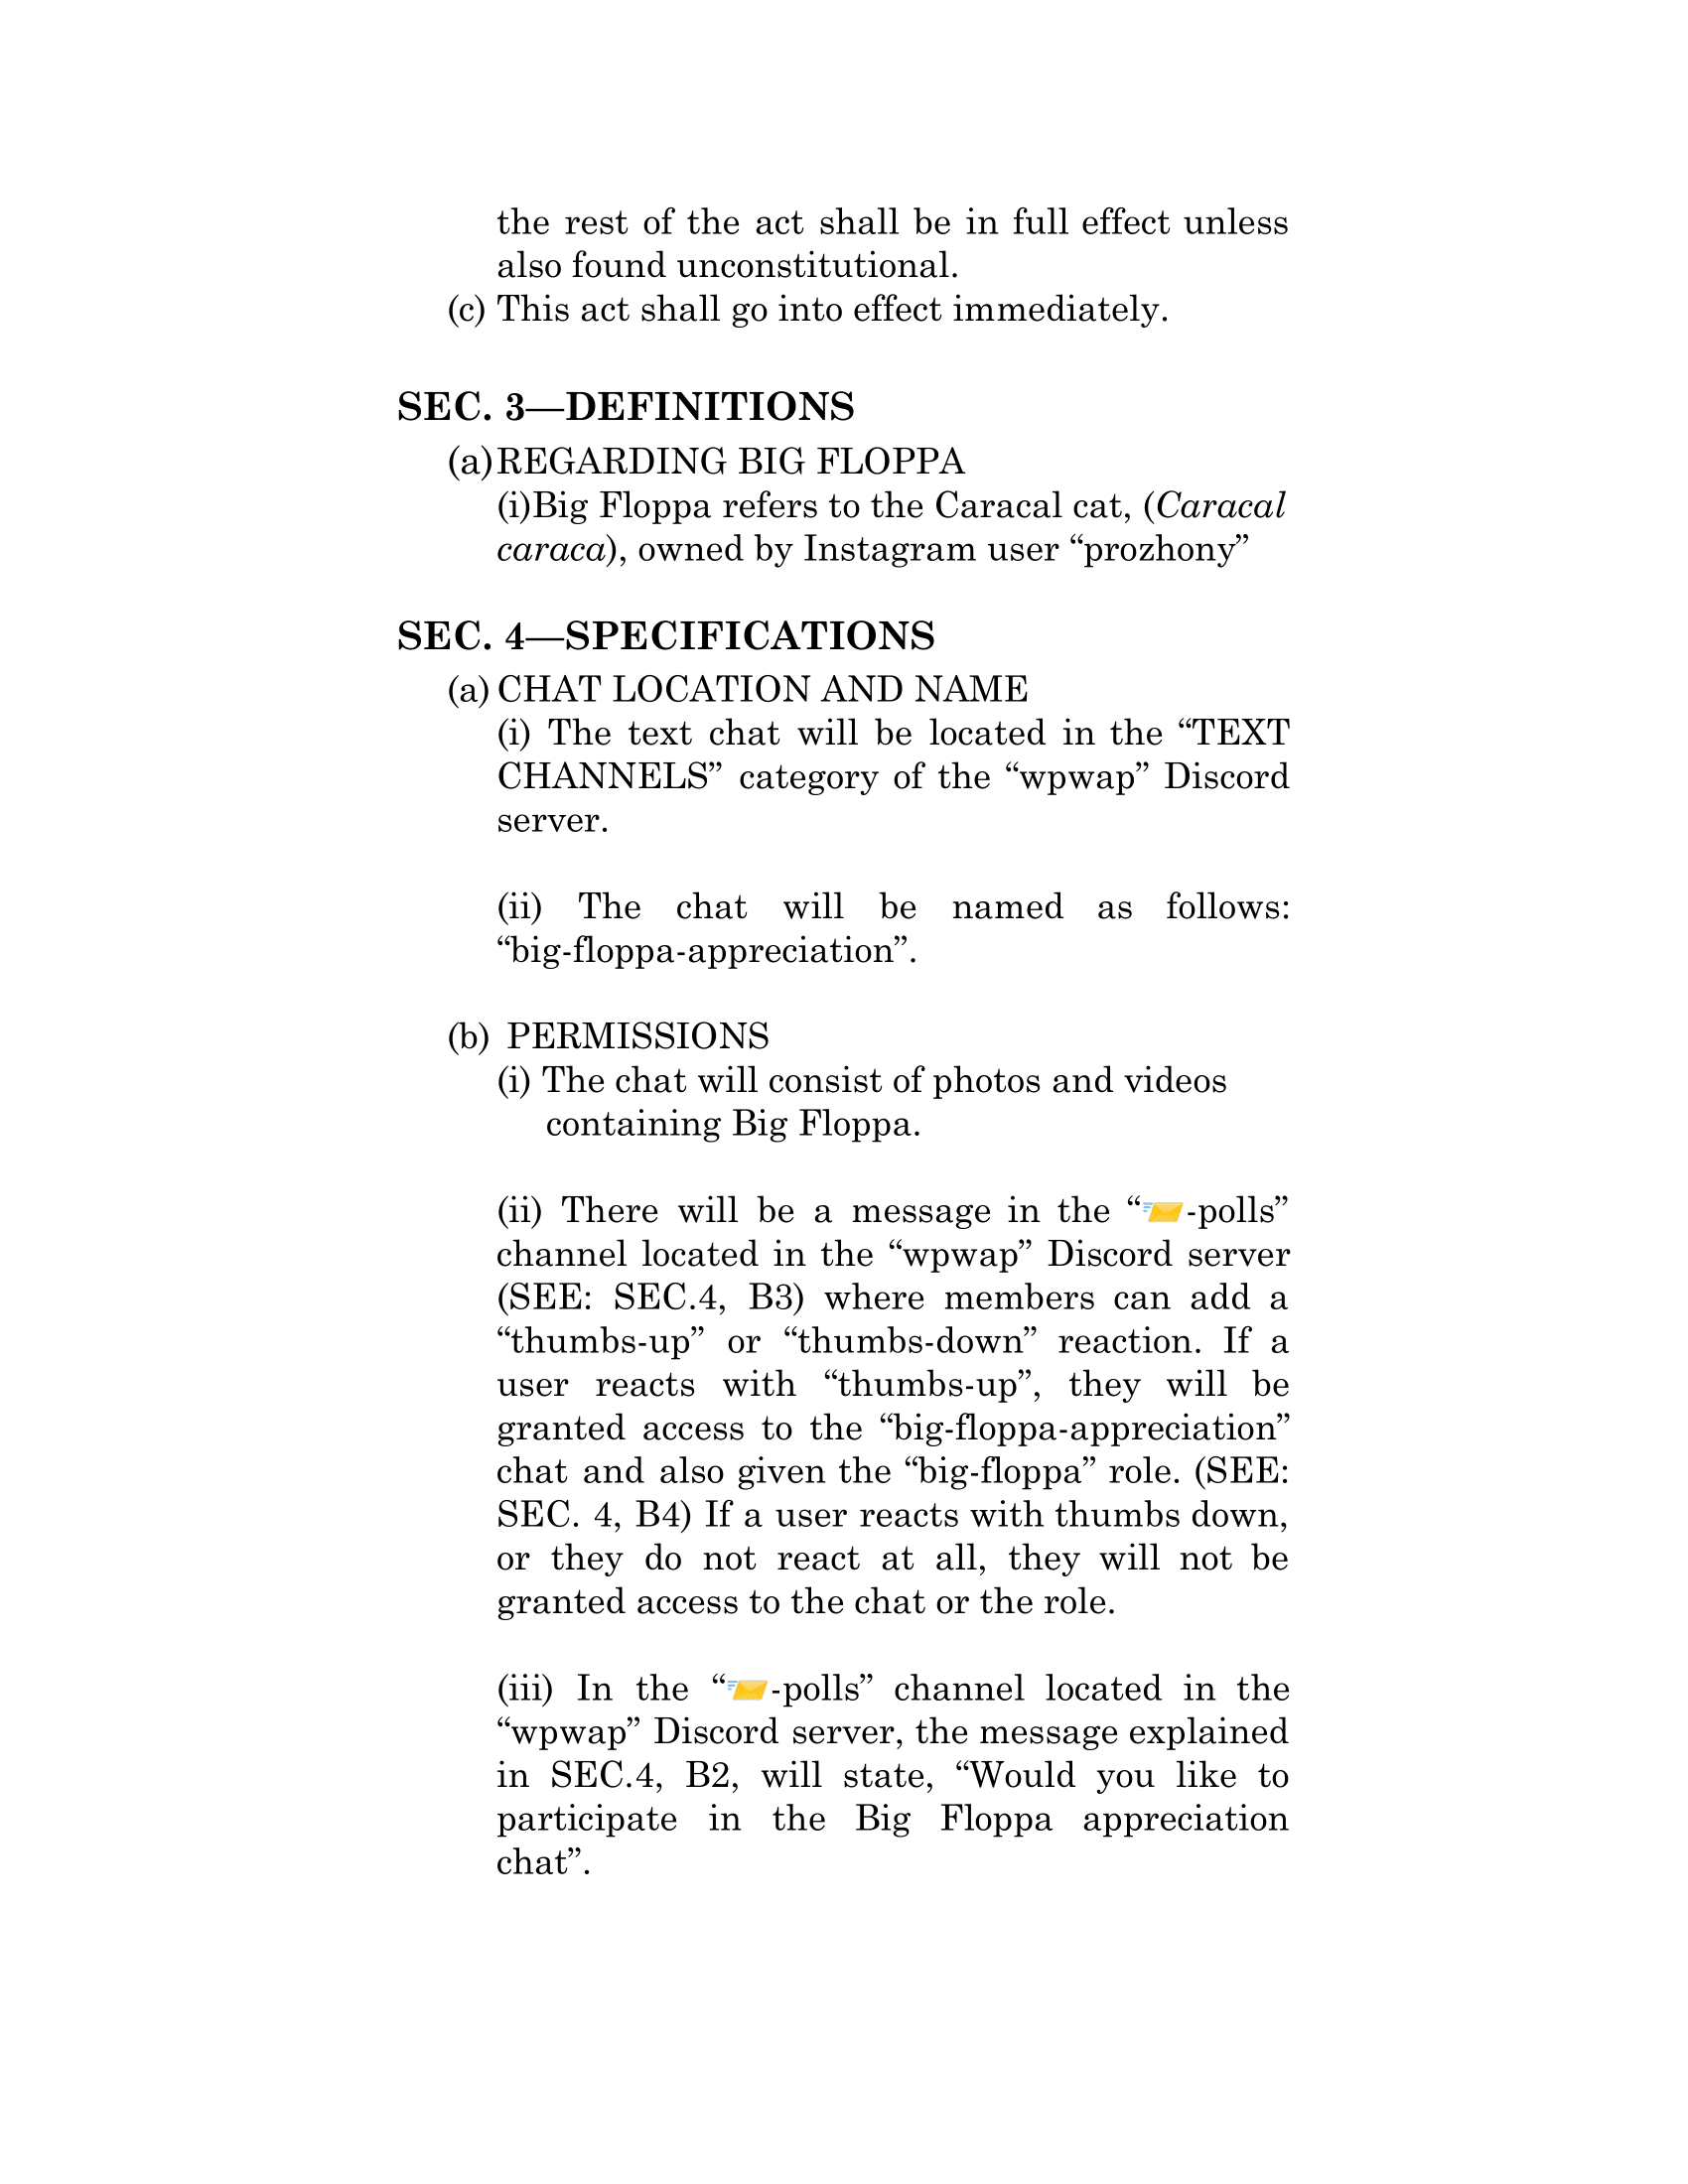 the rest of the act shall be in full effect unless
also found unconstitutional.
(c) This act shall go into effect immediately.
SEC. 3—DEFINITIONS
(a) REGARDING BIG FLOPPA
(i)Big Floppa refers to the Caracal cat, (Caracal
caraca), owned by Instagram user “prozhony”
SEC. 4—SPECIFICATIONS
(a) CHAT LOCATION AND NAME
(i) The text chat will be located in the “TEXT
CHANNELS” category of the “wpwap” Discord
server.
(ii) The chat will be named as follows:
“big-floppa-appreciation”.
(b) PERMISSIONS
(i) The chat will consist of photos and videos
containing Big Floppa.
(ii) There will be a message in the “📨-polls”
channel located in the “wpwap” Discord server
(SEE: SEC.4, B3) where members can add a
“thumbs-up” or “thumbs-down” reaction. If a
user reacts with “thumbs-up”, they will be
granted access to the “big-floppa-appreciation”
chat and also given the “big-floppa” role. (SEE:
SEC. 4, B4) If a user reacts with thumbs down,
or they do not react at all, they will not be
granted access to the chat or the role.
(iii) In the “📨-polls” channel located in the
“wpwap” Discord server, the message explained
in SEC.4, B2, will state, “Would you like to
participate in the Big Floppa appreciation
chat”.